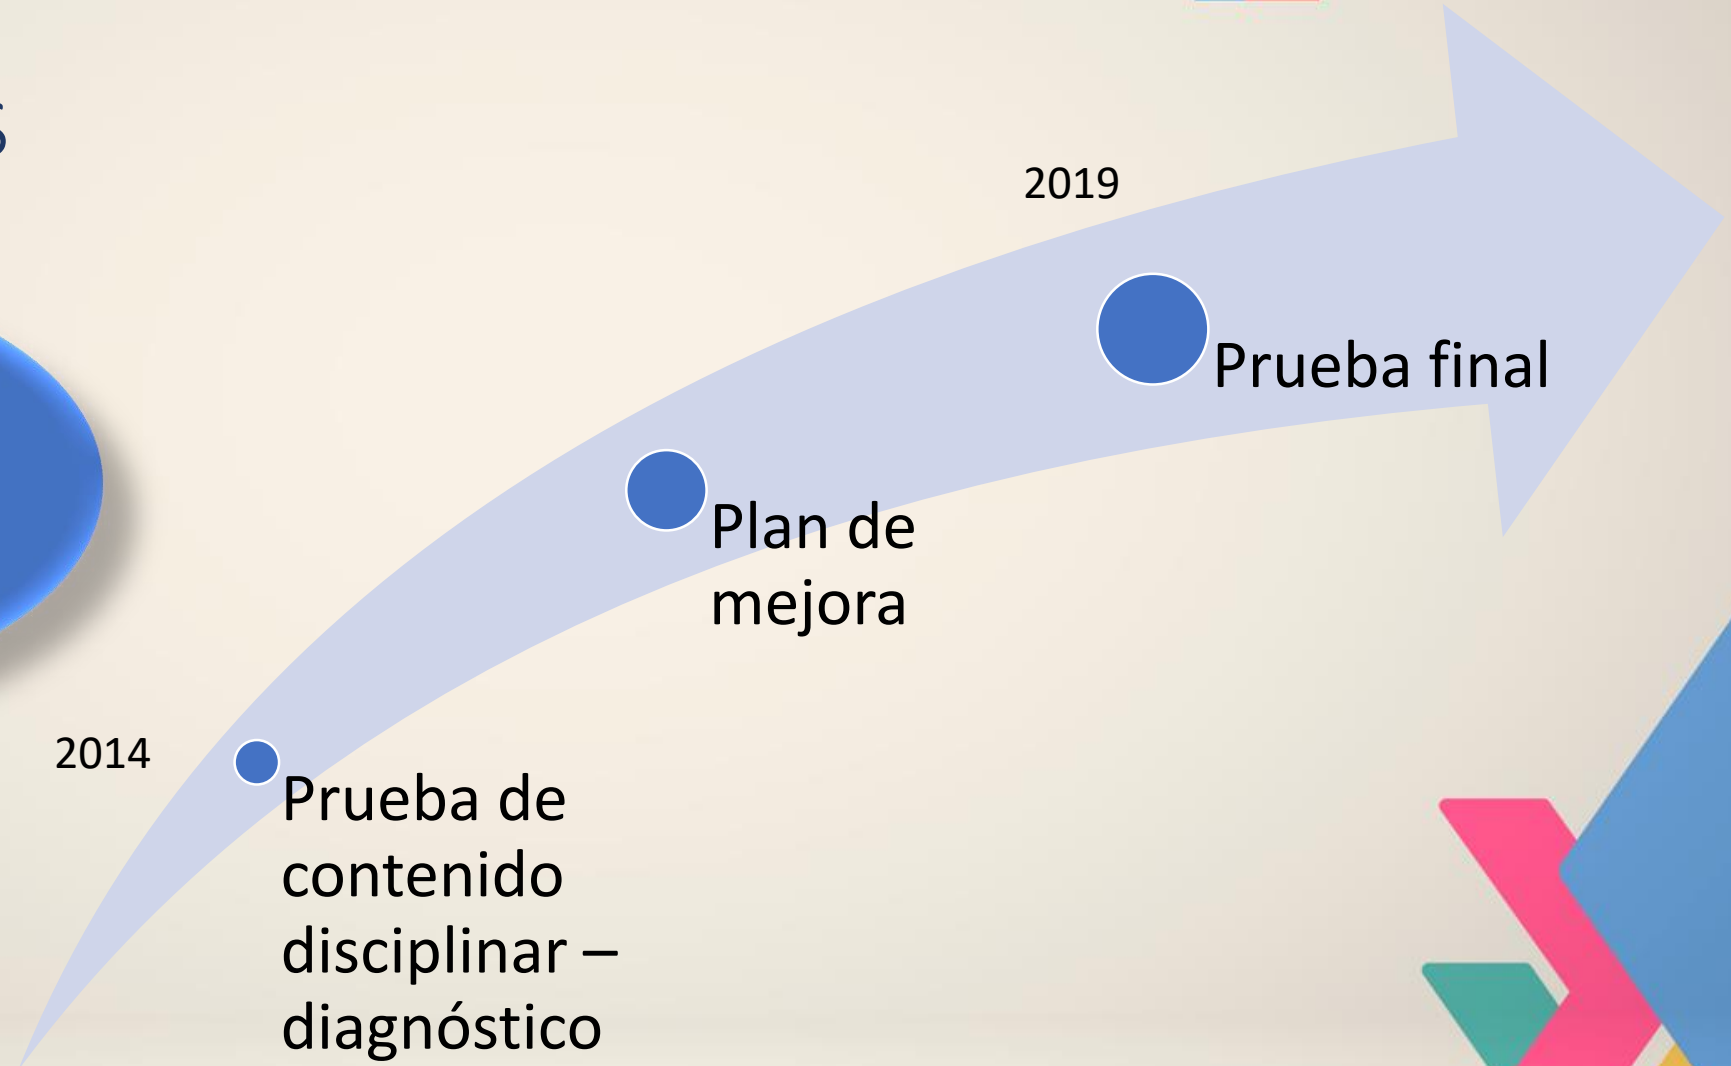 2019
Prueba final
Plan de
mejora
2014
Prueba de
contenido
disciplinar –
diagnóstico